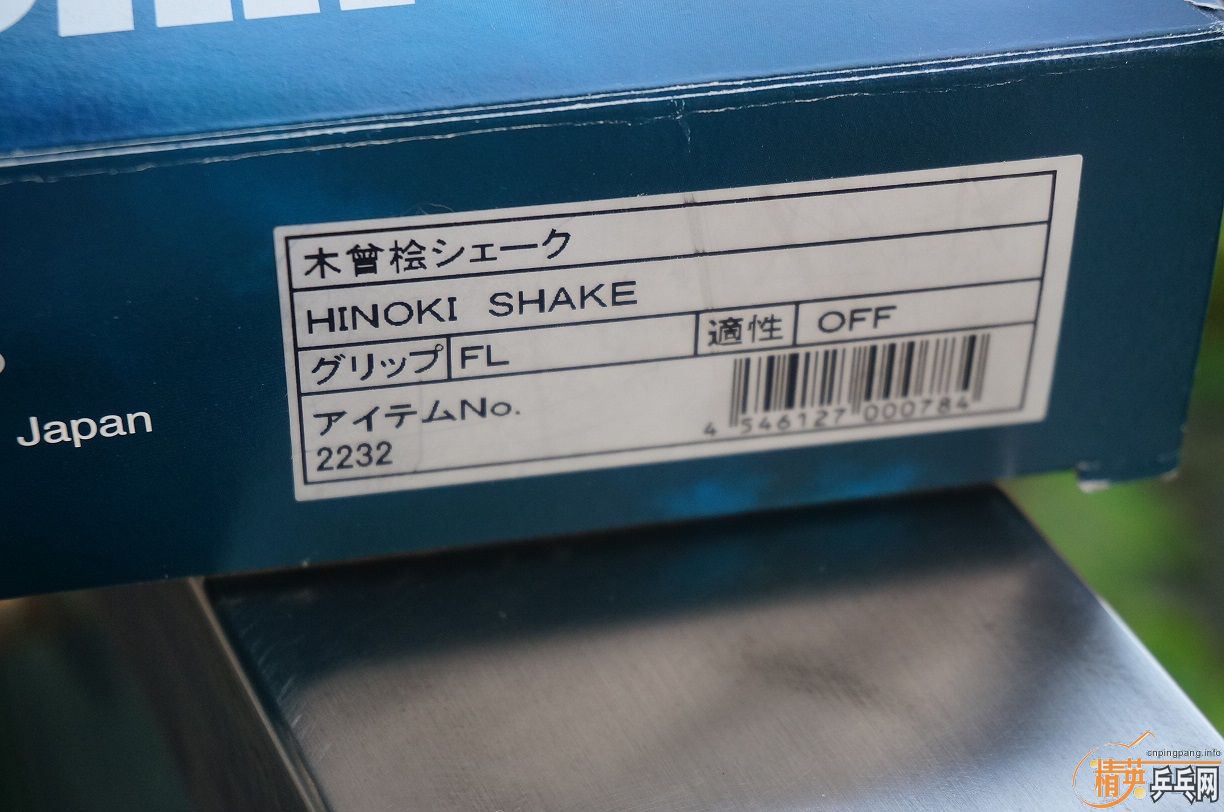 Japan
木曾桧シェーク
HINOKI SHAKE
グリップ FL 適性 OFF
アイテムNo.
2232
4 546127 000784
cnpingpang.info
精英乒乓网